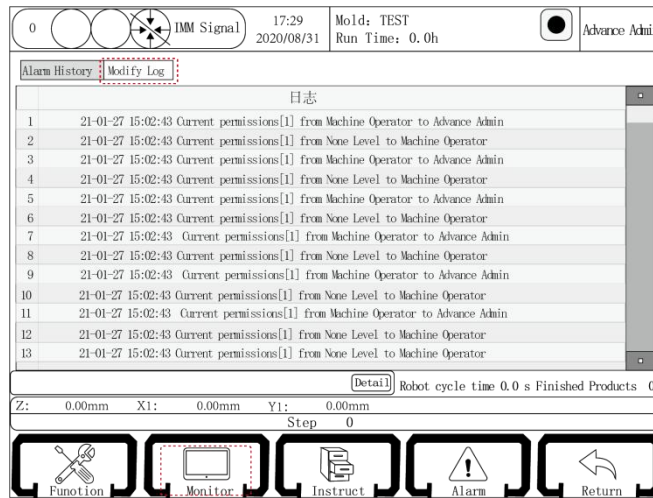 0 IMM Signal 17:29 Mold: TEST Advance Admi
2020/08/31 Run Time: 0.0h
Alarm History Modify Log
日志
1 21-01-27 15:02:43 Current permissions[1] from Machine Operator to Advance Admin
2 21-01-27 15:02:43 Current permissions[1] from None Level to Machine Operator
3 21-01-27 15:02:43 Current permissions[1] from Machine Operator to Advance Admin
4 21-01-27 15:02:43 Current permissions[1] from None Level to Machine Operator
5 21-01-27 15:02:43 Current permissions[1] from Machine Operator to Advance Admin
6 21-01-27 15:02:43 Current permissions[1] from None Level to Machine Operator
7 21-01-27 15:02:43 Current permissions[1] from Machine Operator to Advance Admin
8 21-01-27 15:02:43 Current permissions[1] from None Level to Machine Operator
9 21-01-27 15:02:43 Current permissions[1] from Machine Operator to Advance Admin
10 21-01-27 15:02:43 Current permissions[1] from None Level to Machine Operator
11 21-01-27 15:02:43 Current permissions[1] from Machine Operator to Advance Admin
12 21-01-27 15:02:43 Current permissions[1] from None Level to Machine Operator
13 21-01-27 15:02:43 Current permissions[1] from None Level to Machine Operator
Detail Robot cycle time 0.0 s Finished Products 0
Z: 0.00mm X1: 0.00mm Y1: 0.00mm
Step 0
Funotion Monitor Instruct Alarm Return